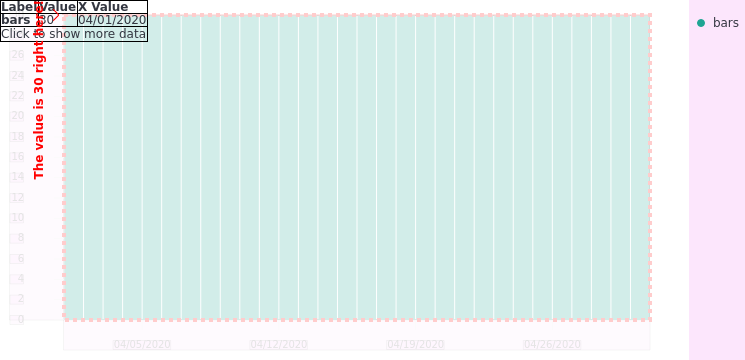 Label Value X Value
bars 30 04/01/2020
Click to show more data
The value is 30 right here!
bars
26
24
22
20
18
16
14
12
10
8
6
4
2
0
04/05/2020 04/12/2020 04/19/2020 04/26/2020